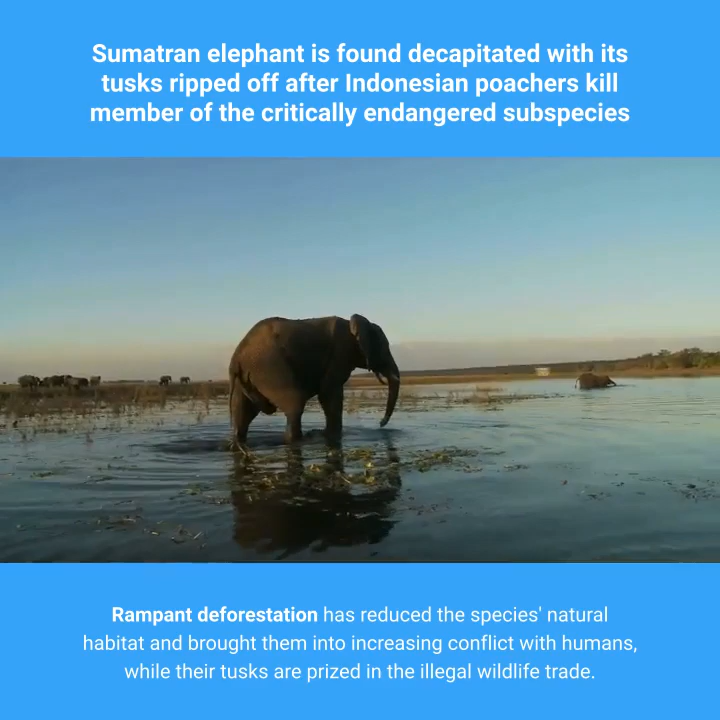 Sumatran elephant is found decapitated with its
tusks ripped off after Indonesian poachers kill
member of the critically endangered subspecies
Rampant deforestation has reduced the species' natural
habitat and brought them into increasing conflict with humans,
while their tusks are prized in the illegal wildlife trade.